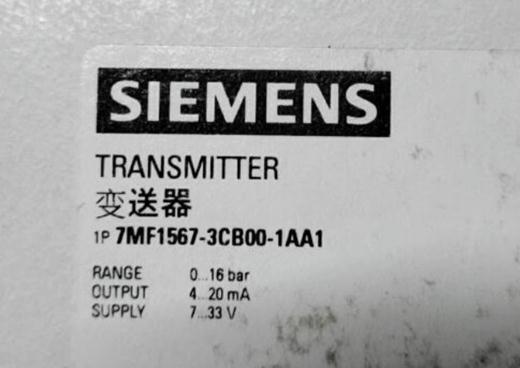 SIEMENS
TRANSMITTER
变送器
1P 7MF1567-3CB00-1AA1
RANGE 0...16 bar
OUTPUT 4...20 mA
SUPPLY 7...33 V